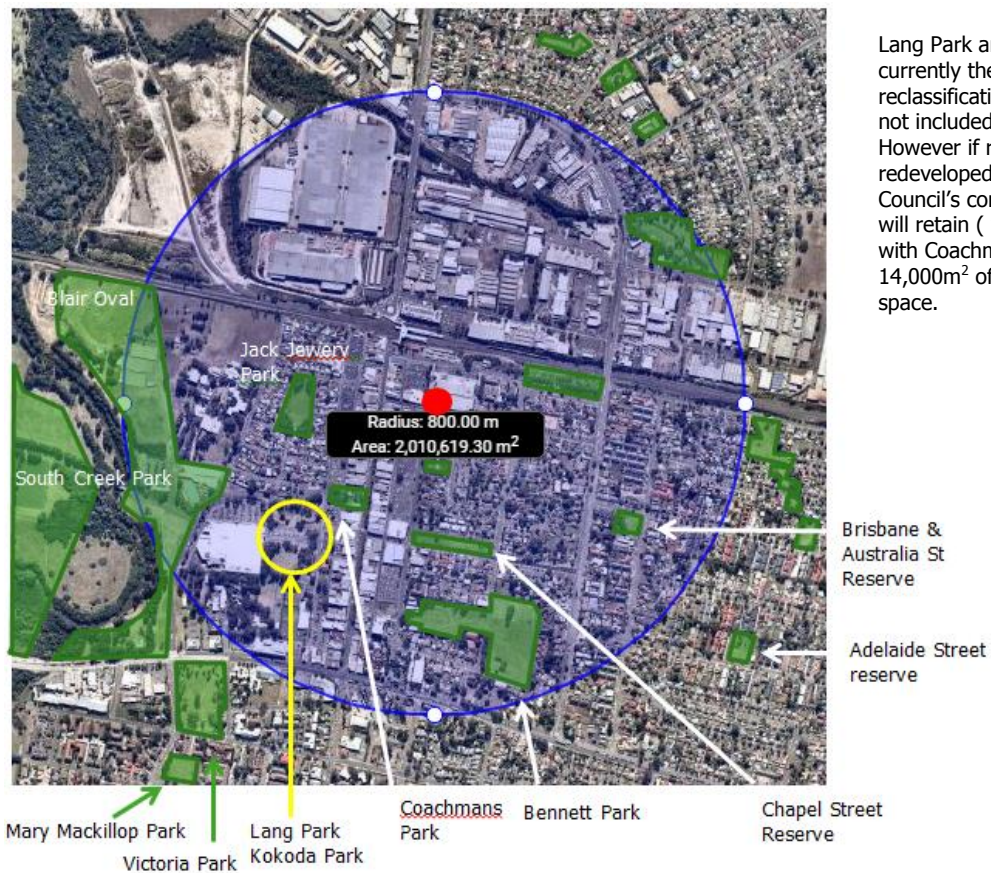 Lang Park a
currently the
reclassificati
not included
However if r
redeveloped
Council's co
will retain (
with Coachm
14,000m² of
space.
Blair Oval
Jack Jewery
Park
Radius: 800.00 m
Area: 2,010,619.30 m²
South Creek Park
Brisbane &
Australia St
Reserve
Adelaide Street
reserve
Mary Mackillop Park
Victoria Park
Lang Park
Kokoda Park
Coachmans
Park
Bennett Park
Chapel Street
Reserve